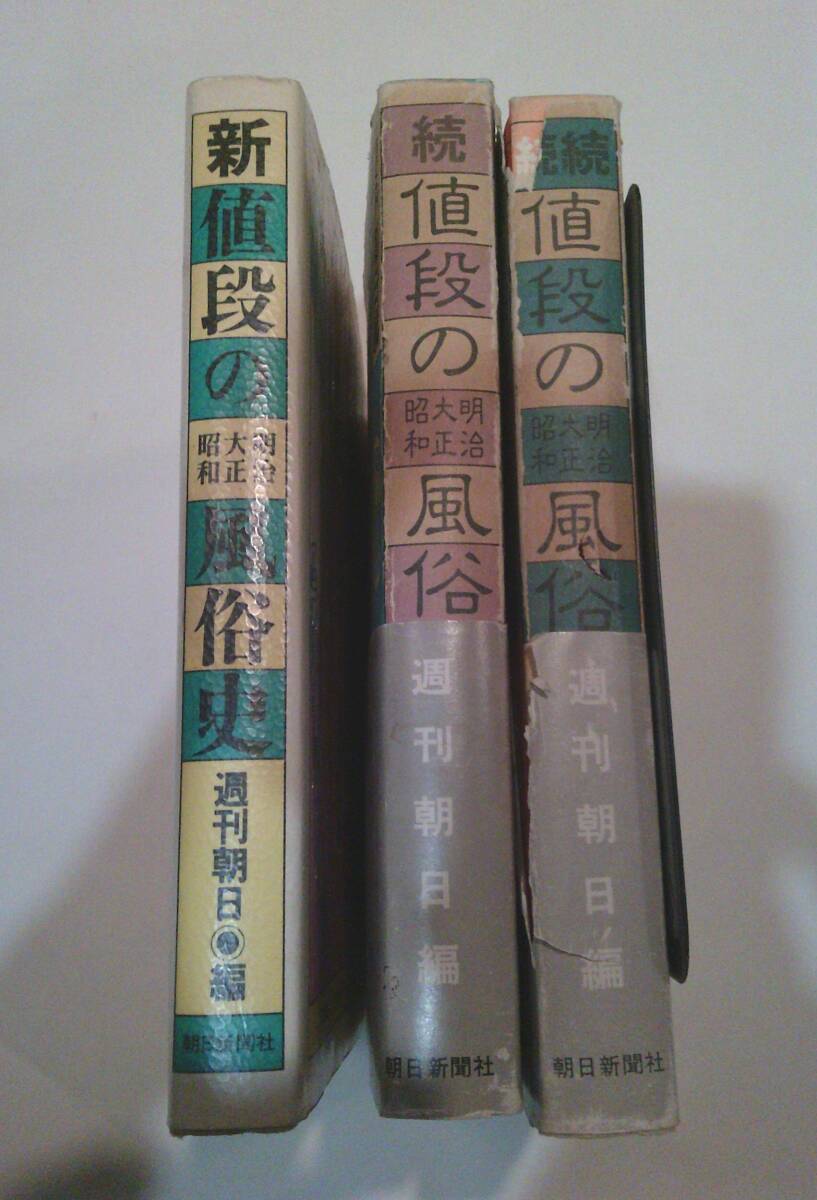 新値段の
明治
大正
昭和
風俗史
週刊朝日◉編
朝日新聞社
続値段の
明治
大正
昭和
風俗
週刊朝日編
朝日新聞社
続続
値段の
明治
大正
昭和
風俗
週刊朝日編
朝日新聞社